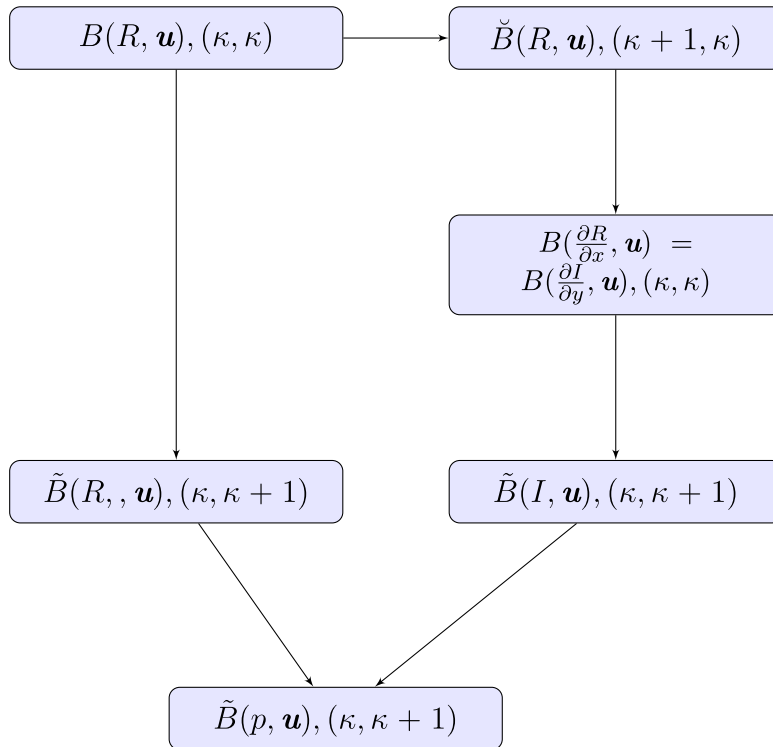 B(R, u), (κ, κ)
B̆(R, u), (κ + 1, κ)
B(∂R/∂x, u) =
B(∂I/∂y, u), (κ, κ)
B̃(R, , u), (κ, κ + 1)
B̃(I, u), (κ, κ + 1)
B̃(p, u), (κ, κ + 1)